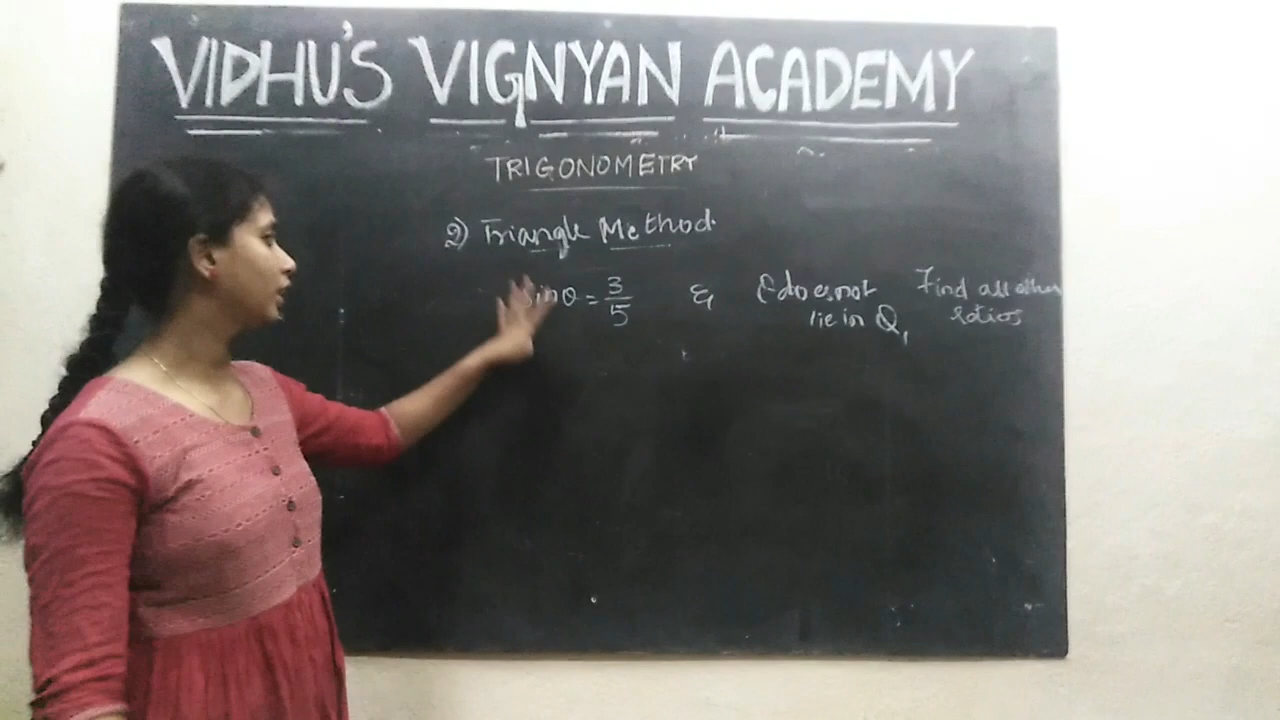 VIDHU'S VIGNYAN ACADEMY
TRIGONOMETRY
2) Triangle Method.
sinθ = 3/5 & θ does not lie in Q₁ Find all other ratios